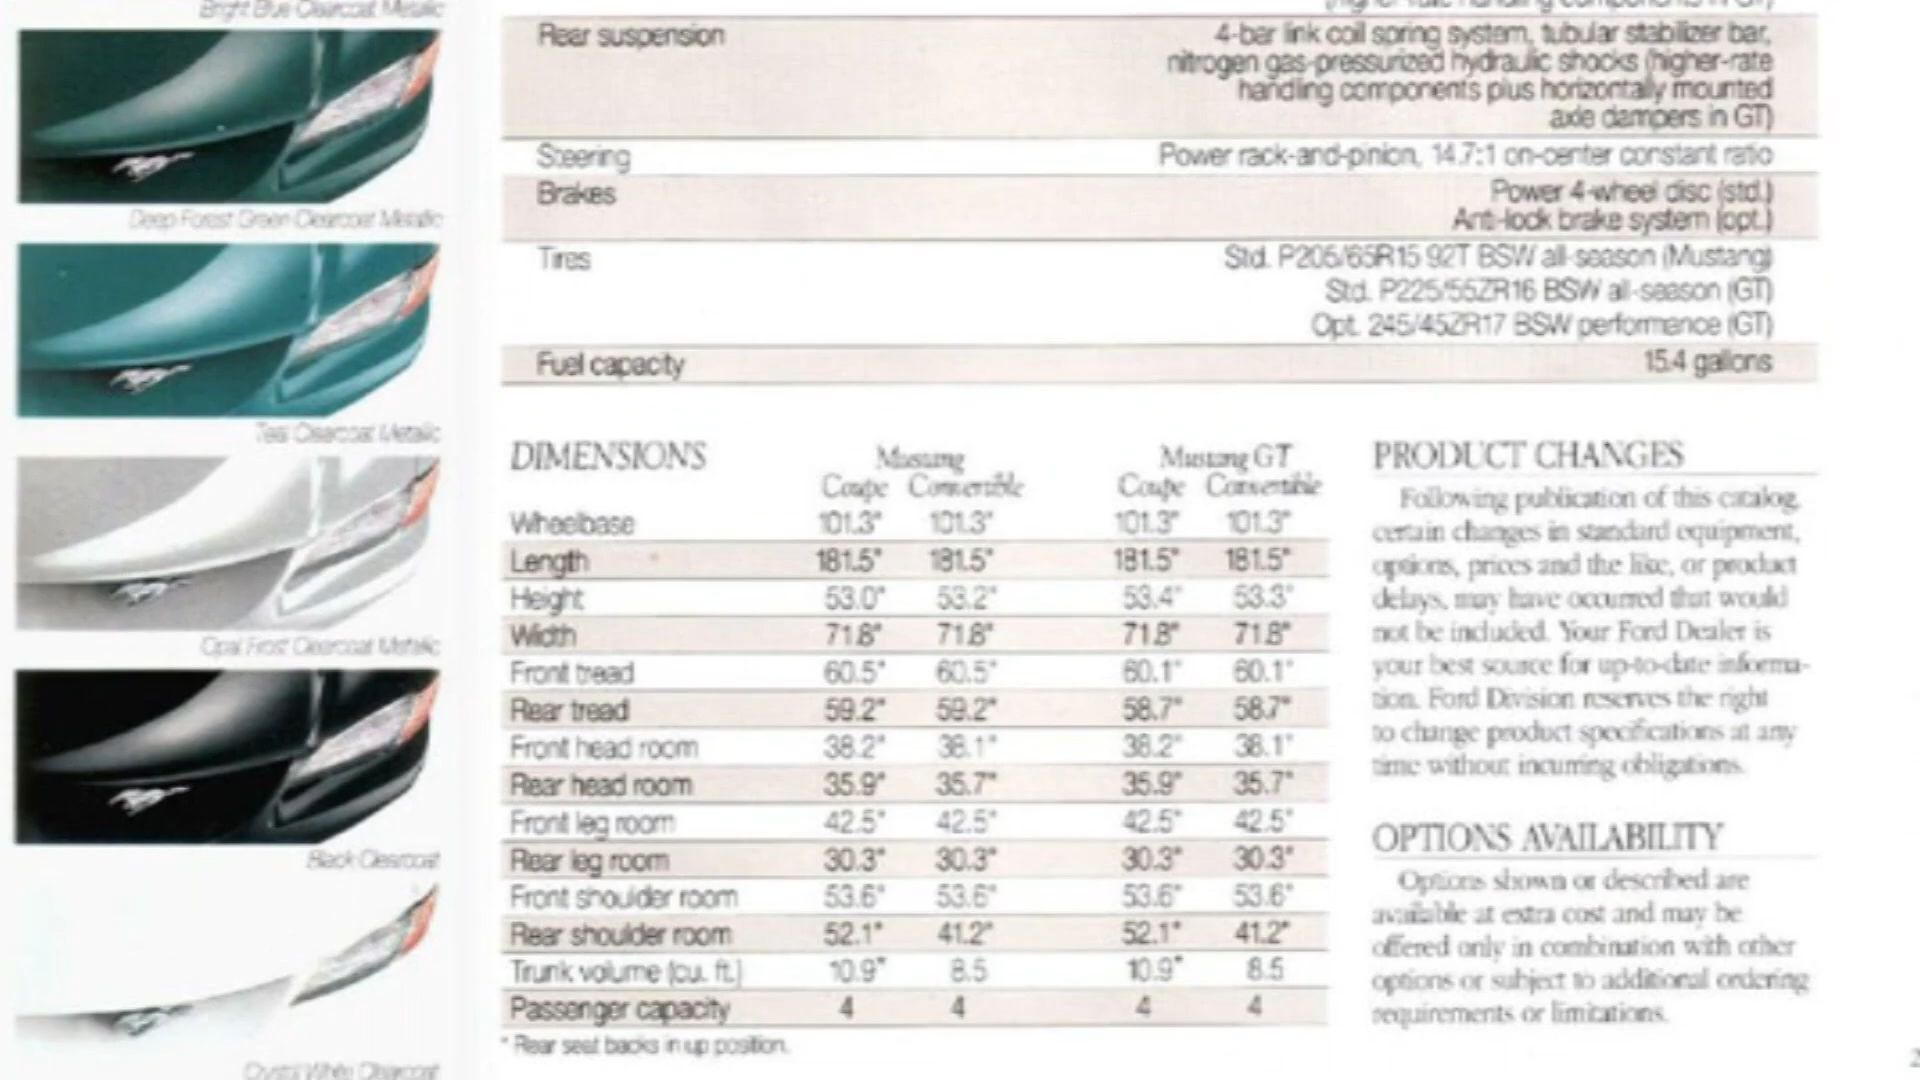 Bright Blue Clearcoat Metallic
Deep Forest Green Clearcoat Metallic
Teal Clearcoat Metallic
Opal Frost Clearcoat Metallic
Black Clearcoat
Crystal White Clearcoat
(higher-rate handling components in GT)
Rear suspension 4-bar link coil spring system, tubular stabilizer bar,
nitrogen gas-pressurized hydraulic shocks (higher-rate
handling components plus horizontally mounted
axle dampers in GT)
Steering Power rack-and-pinion, 14.7:1 on-center constant ratio
Brakes Power 4-wheel disc (std.)
Anti-lock brake system (opt.)
Tires Std. P205/65R15 92T BSW all-season (Mustang)
Std. P225/55ZR16 BSW all-season (GT)
Opt. 245/45ZR17 BSW performance (GT)
Fuel capacity 15.4 gallons
DIMENSIONS Mustang Mustang GT
Coupe Convertible Coupe Convertible
Wheelbase 101.3" 101.3" 101.3" 101.3"
Length 181.5" 181.5" 181.5" 181.5"
Height 53.0" 53.2" 53.4" 53.3"
Width 71.8" 71.8" 71.8" 71.8"
Front tread 60.5" 60.5" 60.1" 60.1"
Rear tread 59.2" 59.2" 58.7" 58.7"
Front head room 38.2" 38.1" 38.2" 38.1"
Rear head room 35.9" 35.7" 35.9" 35.7"
Front leg room 42.5" 42.5" 42.5" 42.5"
Rear leg room 30.3" 30.3" 30.3" 30.3"
Front shoulder room 53.6" 53.6" 53.6" 53.6"
Rear shoulder room 52.1" 41.2" 52.1" 41.2"
Trunk volume (cu. ft.) 10.9* 8.5 10.9* 8.5
Passenger capacity 4 4 4 4
* Rear seat backs in up position.
PRODUCT CHANGES
Following publication of this catalog,
certain changes in standard equipment,
options, prices and the like, or product
delays, may have occurred that would
not be included. Your Ford Dealer is
your best source for up-to-date informa-
tion. Ford Division reserves the right
to change product specifications at any
time without incurring obligations.
OPTIONS AVAILABILITY
Options shown or described are
available at extra cost and may be
offered only in combination with other
options or subject to additional ordering
requirements or limitations.
2